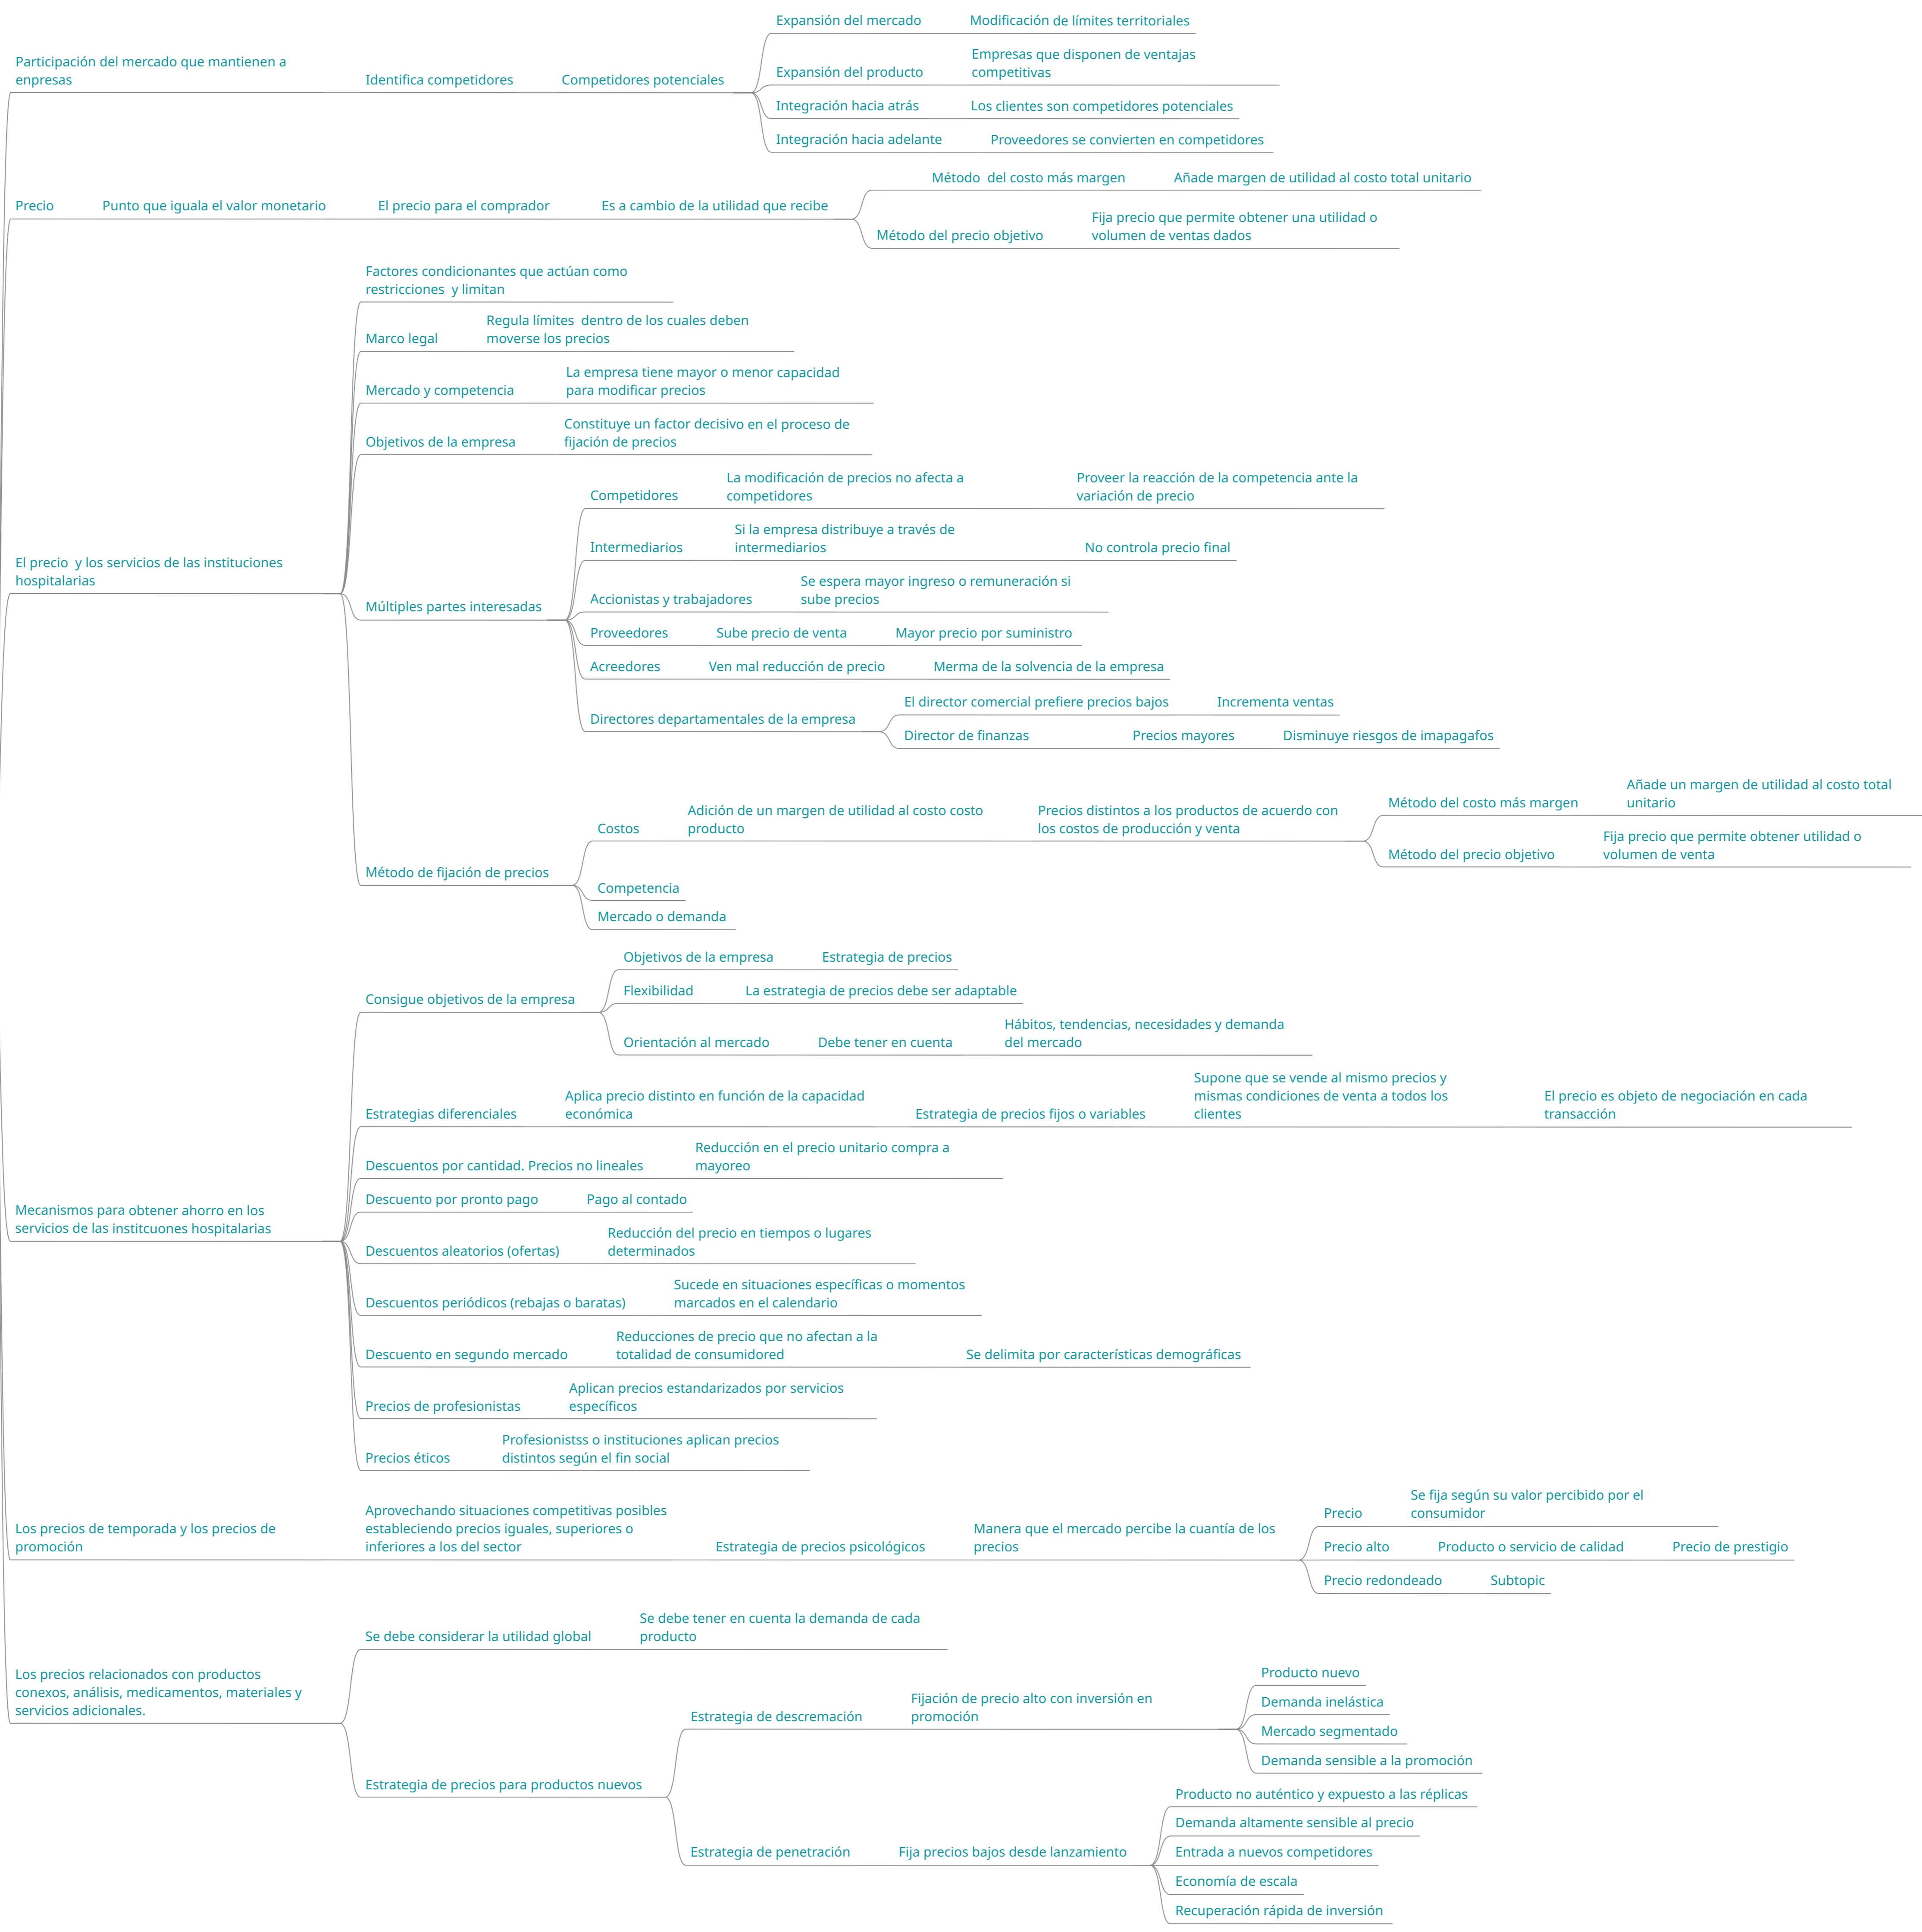 Participación del mercado que mantienen a
enpresas
Identifica competidores
Competidores potenciales
Expansión del mercado
Modificación de límites territoriales
Expansión del producto
Empresas que disponen de ventajas
competitivas
Integración hacia atrás
Los clientes son competidores potenciales
Integración hacia adelante
Proveedores se convierten en competidores
Precio
Punto que iguala el valor monetario
El precio para el comprador
Es a cambio de la utilidad que recibe
Método  del costo más margen
Añade margen de utilidad al costo total unitario
Método del precio objetivo
Fija precio que permite obtener una utilidad o
volumen de ventas dados
El precio  y los servicios de las instituciones
hospitalarias
Factores condicionantes que actúan como
restricciones  y limitan
Marco legal
Regula límites  dentro de los cuales deben
moverse los precios
Mercado y competencia
La empresa tiene mayor o menor capacidad
para modificar precios
Objetivos de la empresa
Constituye un factor decisivo en el proceso de
fijación de precios
Múltiples partes interesadas
Competidores
La modificación de precios no afecta a
competidores
Proveer la reacción de la competencia ante la
variación de precio
Intermediarios
Si la empresa distribuye a través de
intermediarios
No controla precio final
Accionistas y trabajadores
Se espera mayor ingreso o remuneración si
sube precios
Proveedores
Sube precio de venta
Mayor precio por suministro
Acreedores
Ven mal reducción de precio
Merma de la solvencia de la empresa
Directores departamentales de la empresa
El director comercial prefiere precios bajos
Incrementa ventas
Director de finanzas
Precios mayores
Disminuye riesgos de imapagafos
Método de fijación de precios
Costos
Adición de un margen de utilidad al costo costo
producto
Precios distintos a los productos de acuerdo con
los costos de producción y venta
Método del costo más margen
Añade un margen de utilidad al costo total
unitario
Método del precio objetivo
Fija precio que permite obtener utilidad o
volumen de venta
Competencia
Mercado o demanda
Mecanismos para obtener ahorro en los
servicios de las institcuones hospitalarias
Consigue objetivos de la empresa
Objetivos de la empresa
Estrategia de precios
Flexibilidad
La estrategia de precios debe ser adaptable
Orientación al mercado
Debe tener en cuenta
Hábitos, tendencias, necesidades y demanda
del mercado
Estrategias diferenciales
Aplica precio distinto en función de la capacidad
económica
Estrategia de precios fijos o variables
Supone que se vende al mismo precios y
mismas condiciones de venta a todos los
clientes
El precio es objeto de negociación en cada
transacción
Descuentos por cantidad. Precios no lineales
Reducción en el precio unitario compra a
mayoreo
Descuento por pronto pago
Pago al contado
Descuentos aleatorios (ofertas)
Reducción del precio en tiempos o lugares
determinados
Descuentos periódicos (rebajas o baratas)
Sucede en situaciones específicas o momentos
marcados en el calendario
Descuento en segundo mercado
Reducciones de precio que no afectan a la
totalidad de consumidored
Se delimita por características demográficas
Precios de profesionistas
Aplican precios estandarizados por servicios
específicos
Precios éticos
Profesionistss o instituciones aplican precios
distintos según el fin social
Los precios de temporada y los precios de
promoción
Aprovechando situaciones competitivas posibles
estableciendo precios iguales, superiores o
inferiores a los del sector
Estrategia de precios psicológicos
Manera que el mercado percibe la cuantía de los
precios
Precio
Se fija según su valor percibido por el
consumidor
Precio alto
Producto o servicio de calidad
Precio de prestigio
Precio redondeado
Subtopic
Los precios relacionados con productos
conexos, análisis, medicamentos, materiales y
servicios adicionales.
Se debe considerar la utilidad global
Se debe tener en cuenta la demanda de cada
producto
Estrategia de precios para productos nuevos
Estrategia de descremación
Fijación de precio alto con inversión en
promoción
Producto nuevo
Demanda inelástica
Mercado segmentado
Demanda sensible a la promoción
Estrategia de penetración
Fija precios bajos desde lanzamiento
Producto no auténtico y expuesto a las réplicas
Demanda altamente sensible al precio
Entrada a nuevos competidores
Economía de escala
Recuperación rápida de inversión